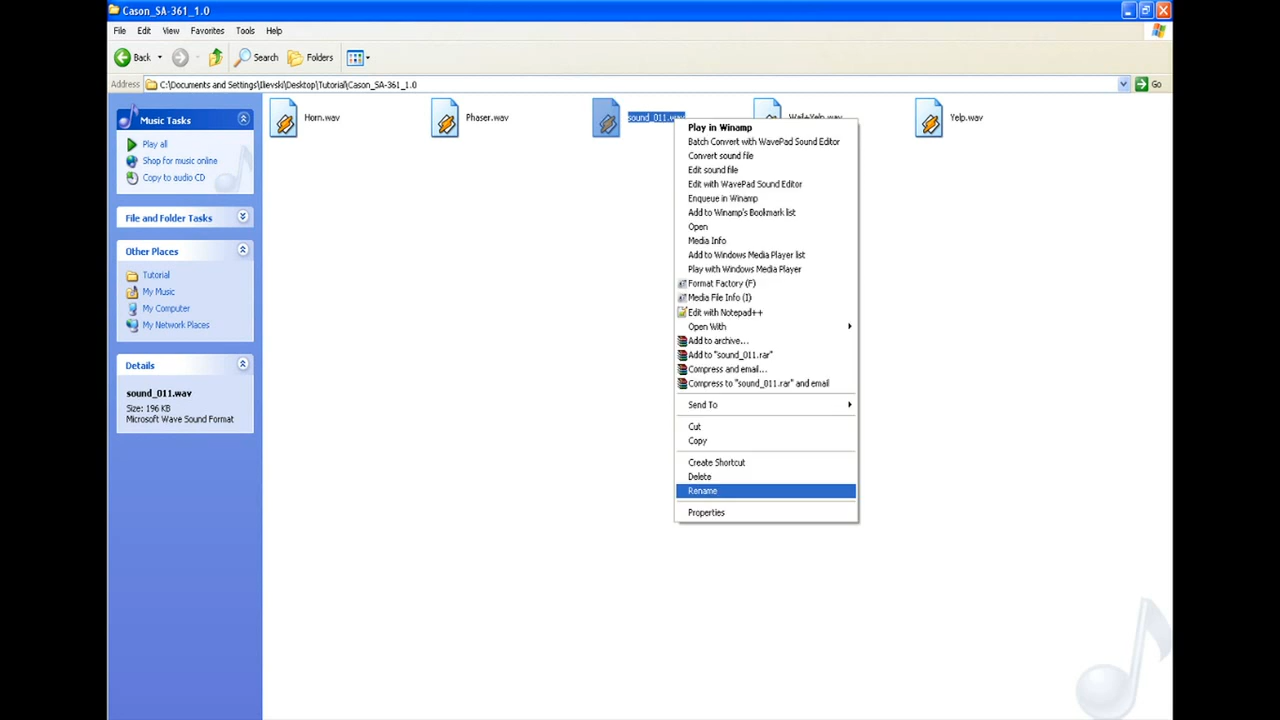 Cason_SA-361_1.0
File Edit View Favorites Tools Help
Back Search Folders
Address C:\Documents and Settings\Ilievski\Desktop\Tutorial\Cason_SA-361_1.0 Go
Music Tasks
Play all
Shop for music online
Copy to audio CD
File and Folder Tasks
Other Places
Tutorial
My Music
My Computer
My Network Places
Details
sound_011.wav
Size: 196 KB
Microsoft Wave Sound Format
Horn.wav
Phaser.wav
sound_011.wav
Wail+Yelp.wav
Yelp.wav
Play in Winamp
Batch Convert with WavePad Sound Editor
Convert sound file
Edit sound file
Edit with WavePad Sound Editor
Enqueue in Winamp
Add to Winamp's Bookmark list
Open
Media Info
Add to Windows Media Player list
Play with Windows Media Player
Format Factory (F)
Media File Info (I)
Edit with Notepad++
Open With
Add to archive...
Add to "sound_011.rar"
Compress and email...
Compress to "sound_011.rar" and email
Send To
Cut
Copy
Create Shortcut
Delete
Rename
Properties